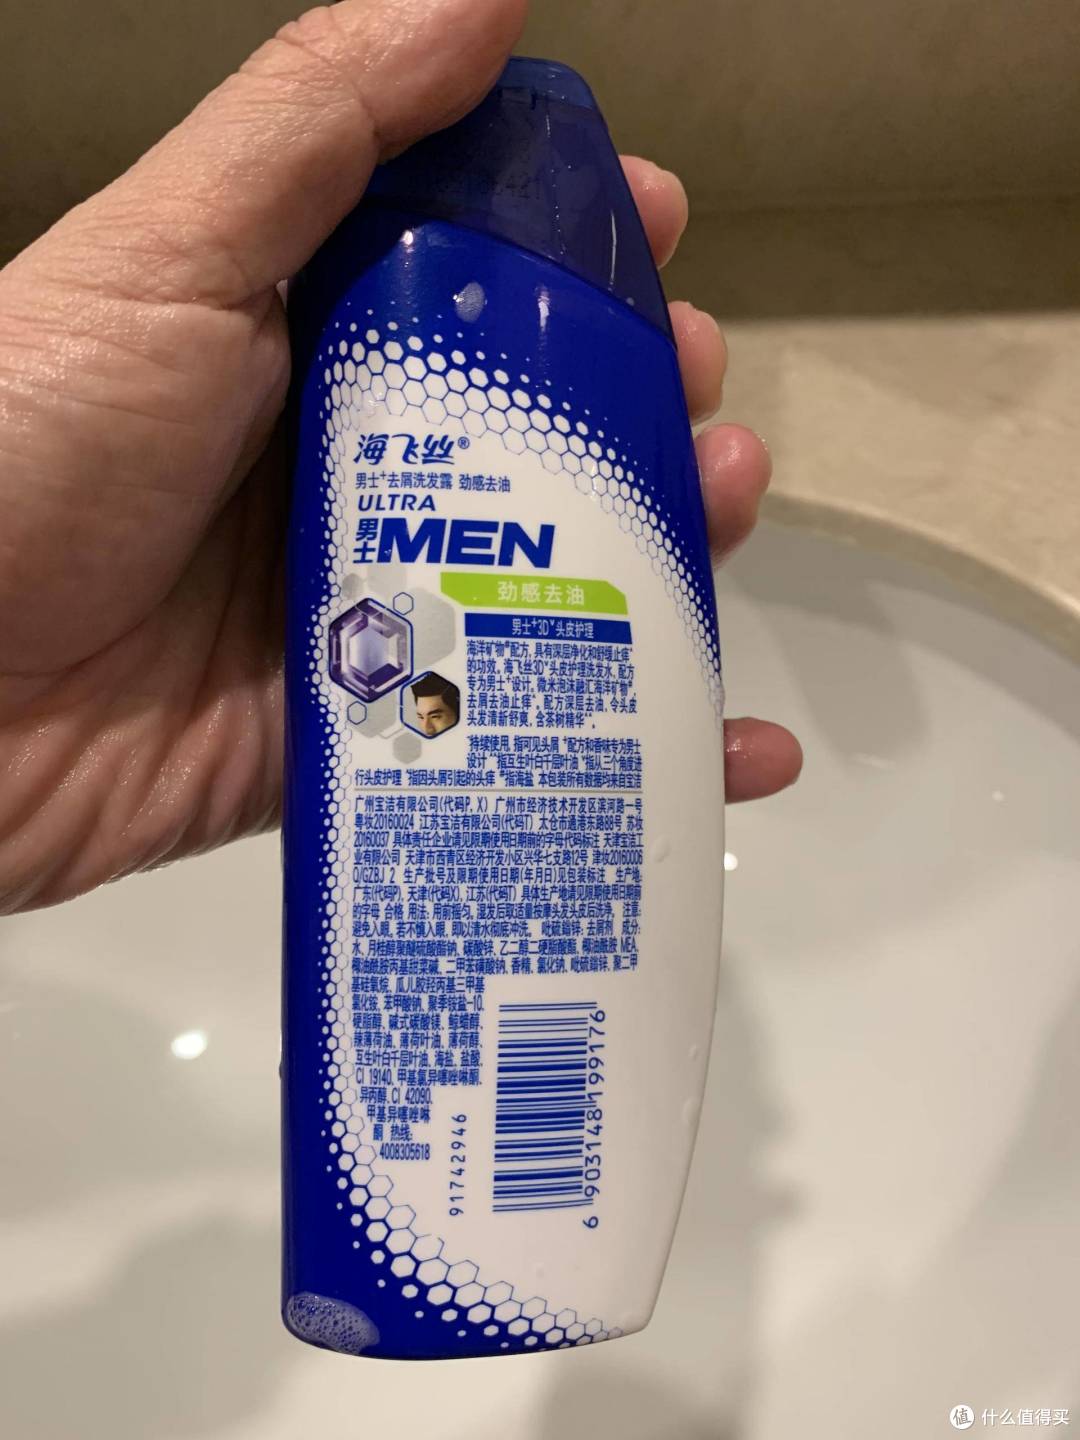 海飞丝®
男士⁺去屑洗发露 劲感去油
ULTRA
男士MEN
劲感去油
男士⁺3D˅头皮护理
海洋矿物#配方,具有深层净化和舒缓止痒^
的功效。海飞丝3D˅头皮护理洗发水,配方
专为男士⁺设计。微米泡沫融汇海洋矿物#
去屑去油止痒^。配方深层去油,令头皮
头发清新舒爽,含茶树精华**。
*持续使用,指可见头屑 ⁺配方和香味专为男士
设计 **指互生叶白千层叶油 ˅指从三个角度进
行头皮护理 ^指因头屑引起的头痒 #指海盐 本包装所有数据均来自宝洁
广州宝洁有限公司(代码P, X) 广州市经济技术开发区滨河路一号
粤妆20160024 江苏宝洁有限公司(代码T) 太仓市通港东路88号 苏妆
20160037 具体责任企业请见限期使用日期前的字母代码标注 天津宝洁工
业有限公司 天津市西青区经济开发小区兴华七支路12号 津妆20160006
Q/GZBJ 2 生产批号及限期使用日期(年月日)见包装标注 生产地:
广东(代码P), 天津(代码X), 江苏(代码T) 具体生产地请见限期使用日期前
的字母 合格 用法: 用前摇匀。湿发后取适量按摩头发头皮后洗净。 注意:
避免入眼。若不慎入眼,即以清水彻底冲洗。 吡硫鎓锌: 去屑剂 成分:
水、月桂醇聚醚硫酸酯钠、碳酸锌、乙二醇二硬脂酸酯、椰油酰胺 MEA、
椰油酰胺丙基甜菜碱、二甲苯磺酸钠、香精、氯化钠、吡硫鎓锌、聚二甲
基硅氧烷、瓜儿胶羟丙基三甲基
氯化铵、苯甲酸钠、聚季铵盐-10、
硬脂醇、碱式碳酸镁、鲸蜡醇、
辣薄荷油、薄荷叶油、薄荷醇、
互生叶白千层叶油、海盐、盐酸、
CI 19140、甲基氯异噻唑啉酮、
异丙醇、CI 42090、
甲基异噻唑啉
酮 热线:
4008305618
91742946
6 903148 199176
值 什么值得买